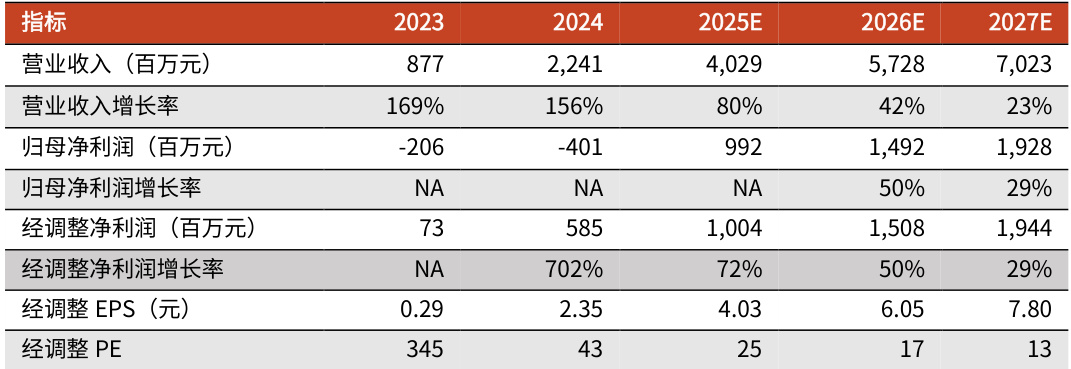 指标 2023 2024 2025E 2026E 2027E
营业收入（百万元） 877 2,241 4,029 5,728 7,023
营业收入增长率 169% 156% 80% 42% 23%
归母净利润（百万元） -206 -401 992 1,492 1,928
归母净利润增长率 NA NA NA 50% 29%
经调整净利润（百万元） 73 585 1,004 1,508 1,944
经调整净利润增长率 NA 702% 72% 50% 29%
经调整 EPS（元） 0.29 2.35 4.03 6.05 7.80
经调整 PE 345 43 25 17 13